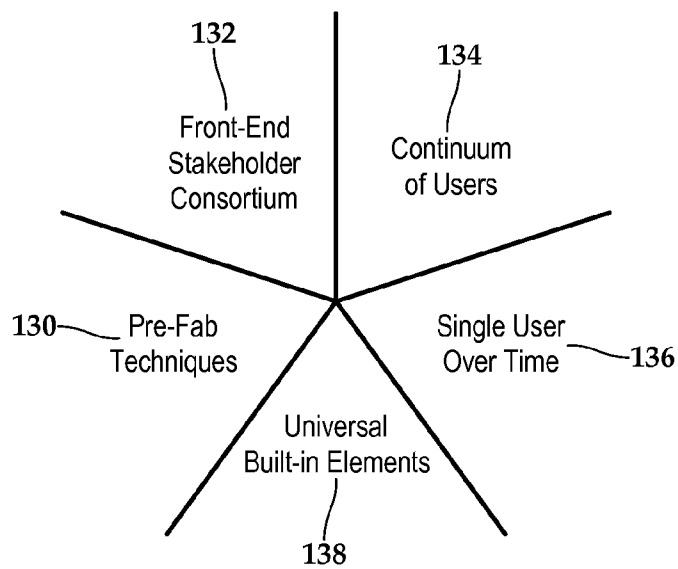 132
Front-End
Stakeholder
Consortium
134
Continuum
of Users
130
Pre-Fab
Techniques
Single User
Over Time
136
Universal
Built-in Elements
138